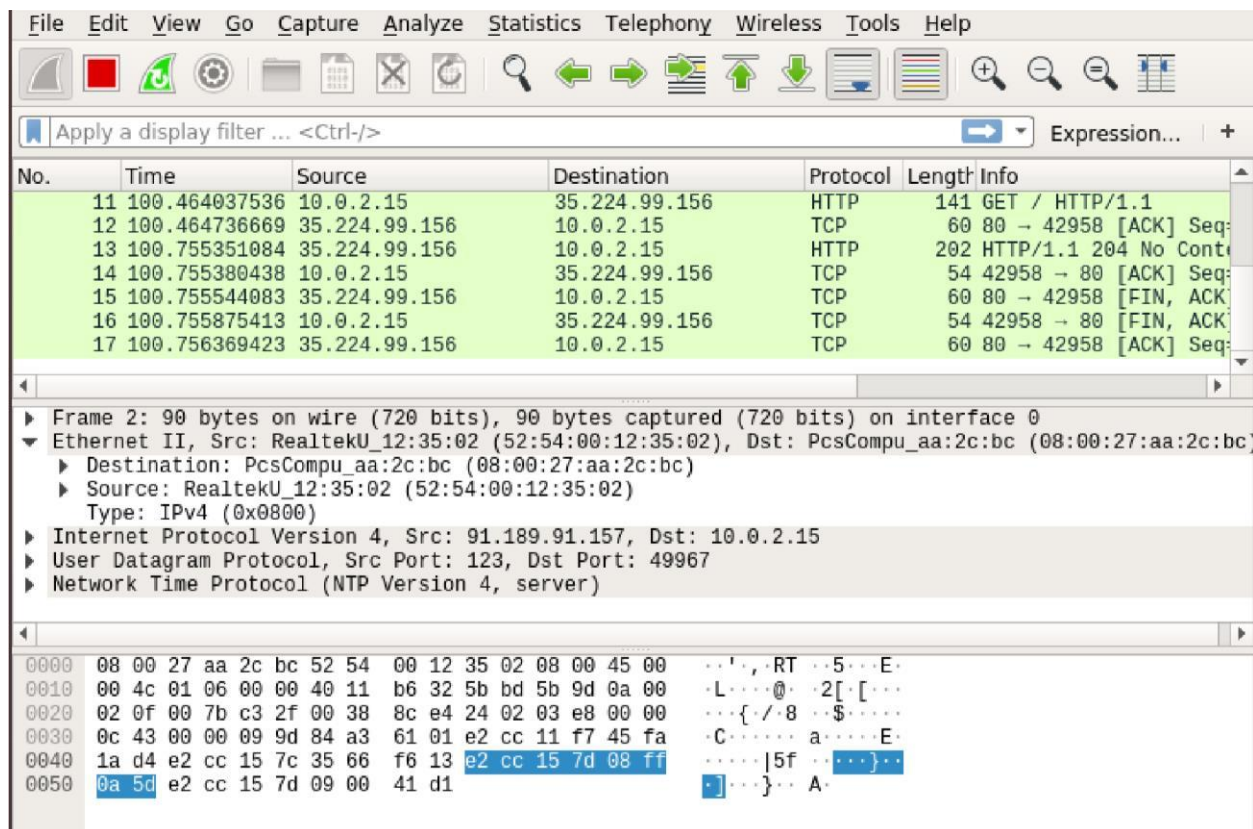 File Edit View Go Capture Analyze Statistics Telephony Wireless Tools Help
Apply a display filter ... <Ctrl-/> Expression... +
No. Time Source Destination Protocol Length Info
11 100.464037536 10.0.2.15 35.224.99.156 HTTP 141 GET / HTTP/1.1
12 100.464736669 35.224.99.156 10.0.2.15 TCP 60 80 → 42958 [ACK] Seq=
13 100.755351084 35.224.99.156 10.0.2.15 HTTP 202 HTTP/1.1 204 No Conte
14 100.755380438 10.0.2.15 35.224.99.156 TCP 54 42958 → 80 [ACK] Seq=
15 100.755544083 35.224.99.156 10.0.2.15 TCP 60 80 → 42958 [FIN, ACK]
16 100.755875413 10.0.2.15 35.224.99.156 TCP 54 42958 → 80 [FIN, ACK]
17 100.756369423 35.224.99.156 10.0.2.15 TCP 60 80 → 42958 [ACK] Seq=
Frame 2: 90 bytes on wire (720 bits), 90 bytes captured (720 bits) on interface 0
Ethernet II, Src: RealtekU_12:35:02 (52:54:00:12:35:02), Dst: PcsCompu_aa:2c:bc (08:00:27:aa:2c:bc)
Destination: PcsCompu_aa:2c:bc (08:00:27:aa:2c:bc)
Source: RealtekU_12:35:02 (52:54:00:12:35:02)
Type: IPv4 (0x0800)
Internet Protocol Version 4, Src: 91.189.91.157, Dst: 10.0.2.15
User Datagram Protocol, Src Port: 123, Dst Port: 49967
Network Time Protocol (NTP Version 4, server)
0000 08 00 27 aa 2c bc 52 54 00 12 35 02 08 00 45 00 ··'·,·RT ··5···E·
0010 00 4c 01 06 00 00 40 11 b6 32 5b bd 5b 9d 0a 00 ·L····@· ·2[·[···
0020 02 0f 00 7b c3 2f 00 38 8c e4 24 02 03 e8 00 00 ···{·/·8 ··$·····
0030 0c 43 00 00 09 9d 84 a3 61 01 e2 cc 11 f7 45 fa ·C······ a·····E·
0040 1a d4 e2 cc 15 7c 35 66 f6 13 e2 cc 15 7d 08 ff ·····|5f ·····}··
0050 0a 5d e2 cc 15 7d 09 00 41 d1 ·]···}·· A·